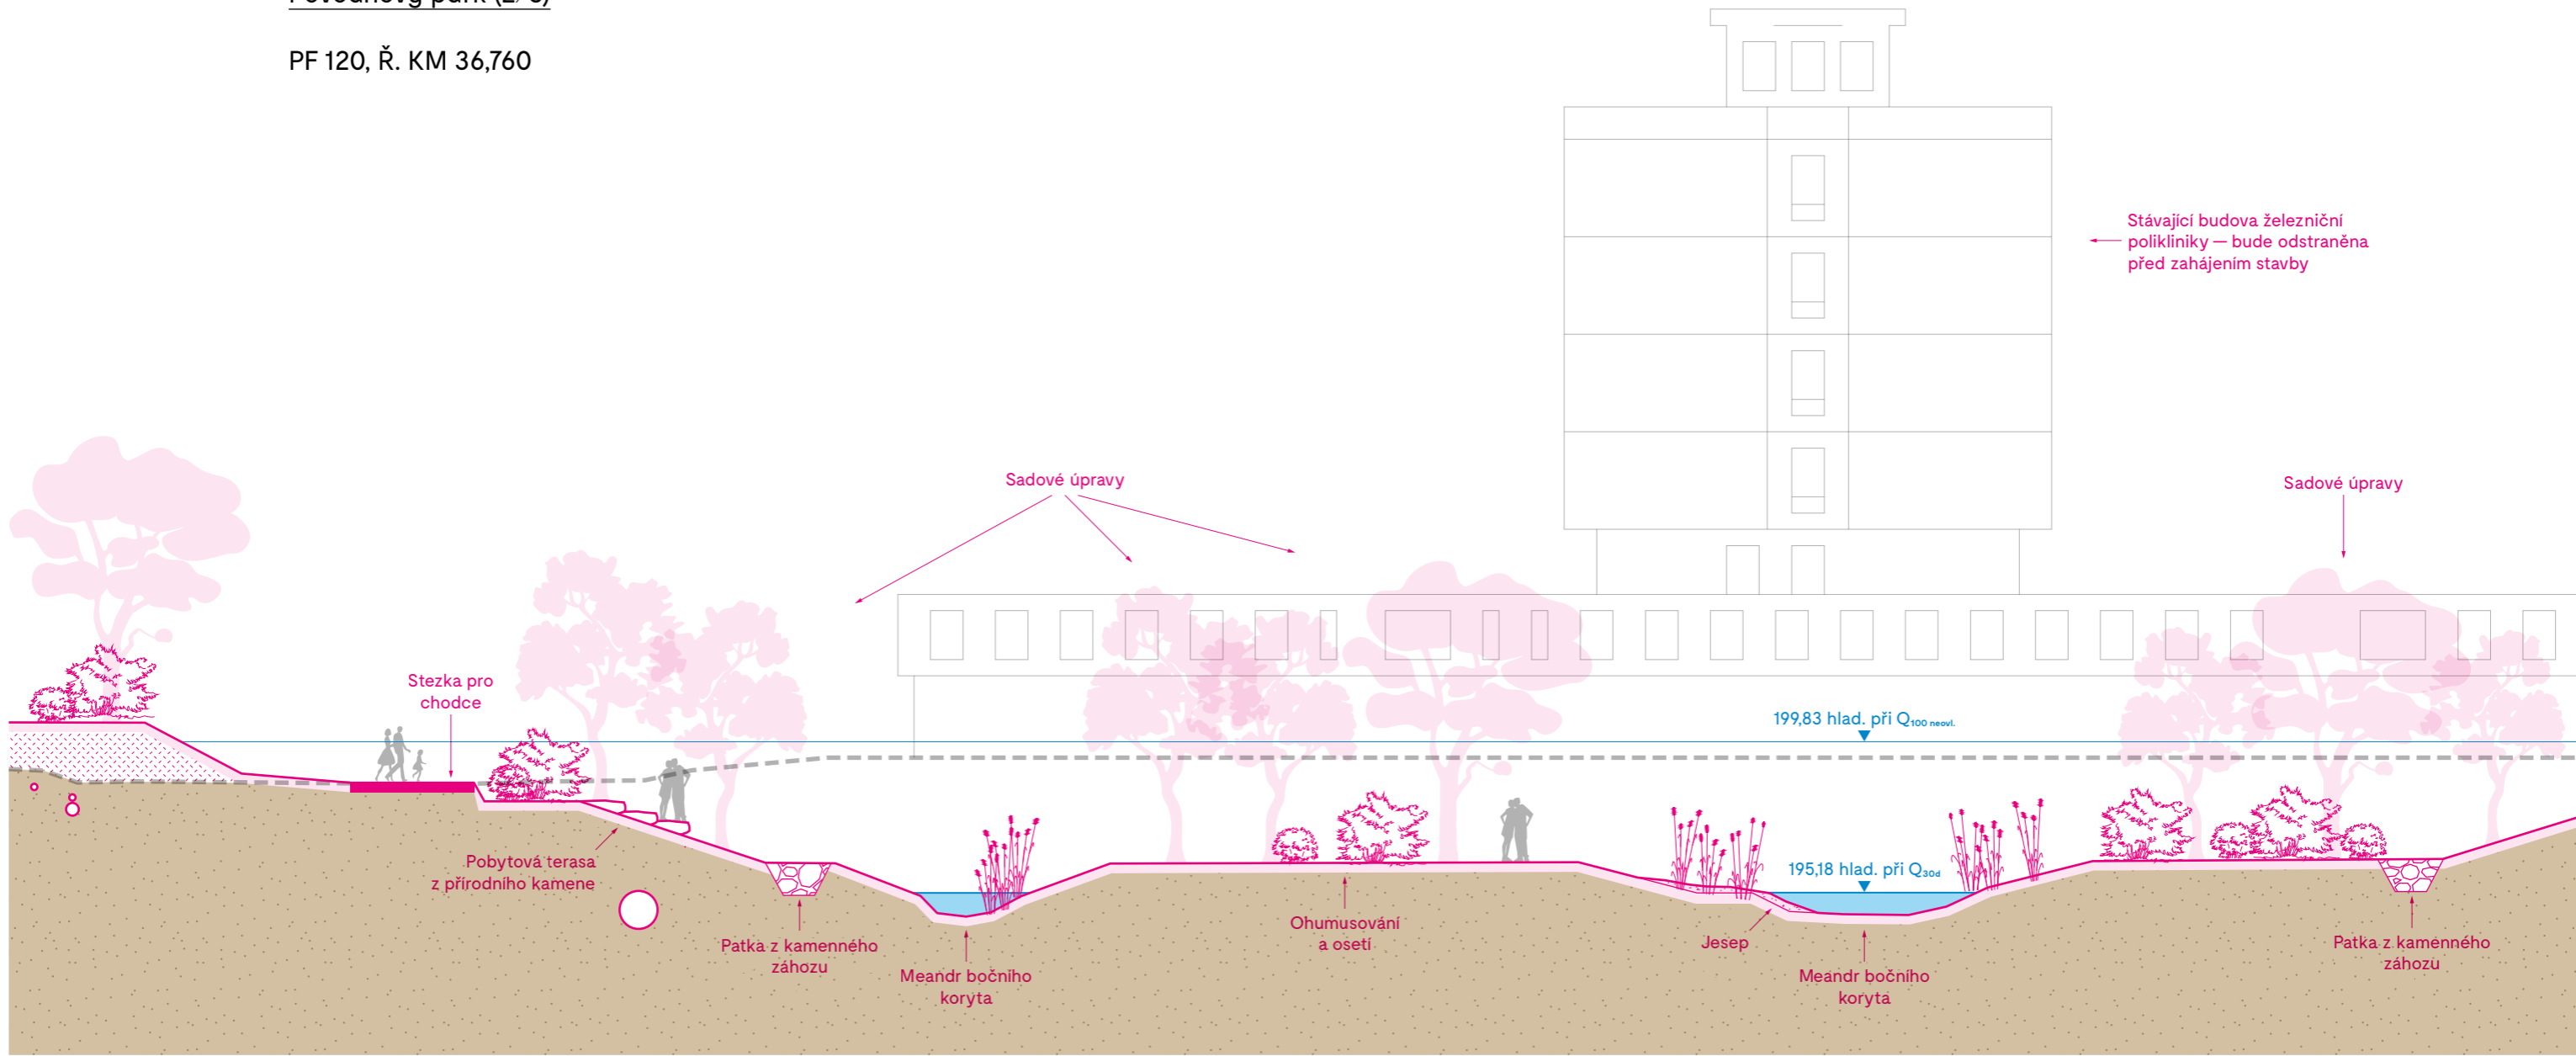 PF 120, Ř. KM 36,760
Stávající budova železniční
polikliniky — bude odstraněna
před zahájením stavby
Sadové úpravy
Sadové úpravy
Stezka pro
chodce
199,83 hlad. při Q100 neovl.
Pobytová terasa
z přírodního kamene
195,18 hlad. při Q30d
Patka z kamenného
záhozu
Meandr bočního
koryta
Ohumusování
a osetí
Jesep
Meandr bočního
koryta
Patka z kamenného
záhozu